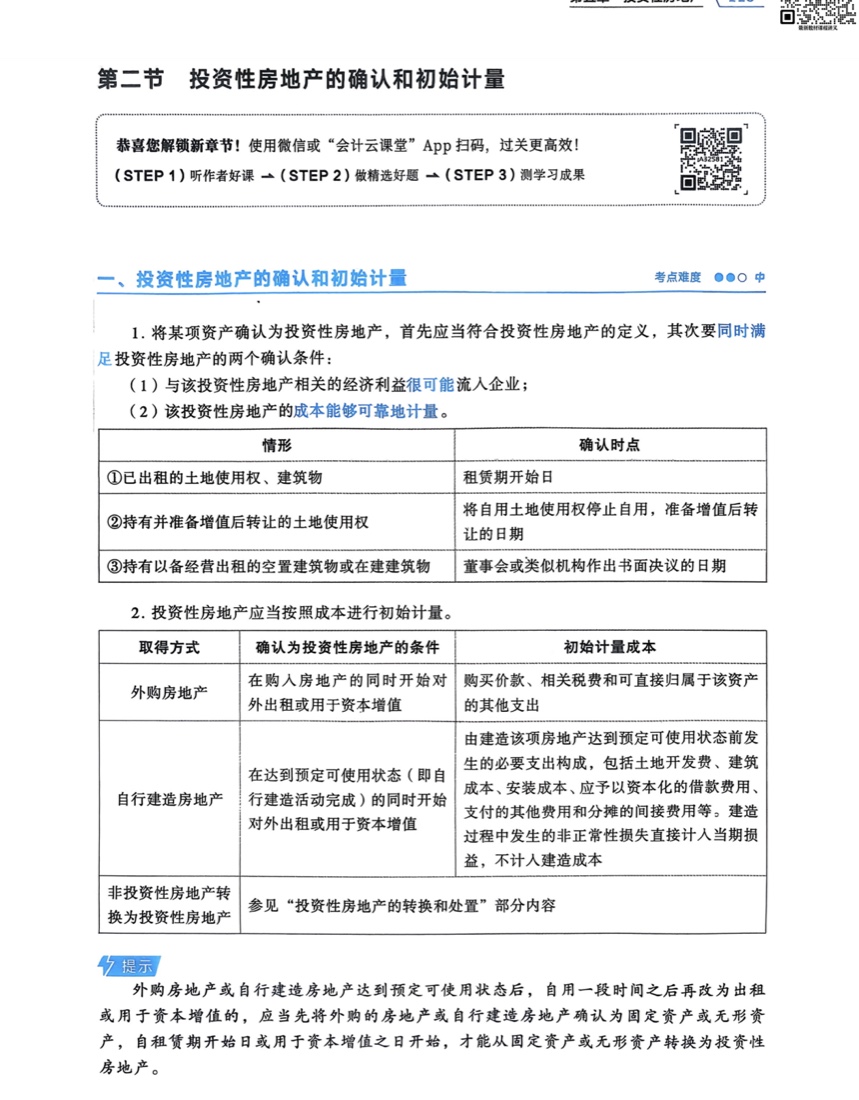 第二节 投资性房地产的确认和初始计量
恭喜您解锁新章节！使用微信或“会计云课堂”App 扫码，过关更高效！
（STEP 1）听作者好课 ⇀（STEP 2）做精选好题 ⇀（STEP 3）测学习成果
一、投资性房地产的确认和初始计量
考点难度 ●●○ 中
1. 将某项资产确认为投资性房地产，首先应当符合投资性房地产的定义，其次要同时满
足投资性房地产的两个确认条件：
（1）与该投资性房地产相关的经济利益很可能流入企业；
（2）该投资性房地产的成本能够可靠地计量。
情形 确认时点
①已出租的土地使用权、建筑物 租赁期开始日
②持有并准备增值后转让的土地使用权
将自用土地使用权停止自用，准备增值后转
让的日期
③持有以备经营出租的空置建筑物或在建建筑物 董事会或类似机构作出书面决议的日期
2. 投资性房地产应当按照成本进行初始计量。
取得方式 确认为投资性房地产的条件 初始计量成本
外购房地产
在购入房地产的同时开始对
外出租或用于资本增值
购买价款、相关税费和可直接归属于该资产
的其他支出
自行建造房地产
在达到预定可使用状态（即自
行建造活动完成）的同时开始
对外出租或用于资本增值
由建造该项房地产达到预定可使用状态前发
生的必要支出构成，包括土地开发费、建筑
成本、安装成本、应予以资本化的借款费用、
支付的其他费用和分摊的间接费用等。建造
过程中发生的非正常性损失直接计入当期损
益，不计入建造成本
非投资性房地产转
换为投资性房地产
参见“投资性房地产的转换和处置”部分内容
提示
外购房地产或自行建造房地产达到预定可使用状态后，自用一段时间之后再改为出租
或用于资本增值的，应当先将外购的房地产或自行建造房地产确认为固定资产或无形资
产，自租赁期开始日或用于资本增值之日开始，才能从固定资产或无形资产转换为投资性
房地产。